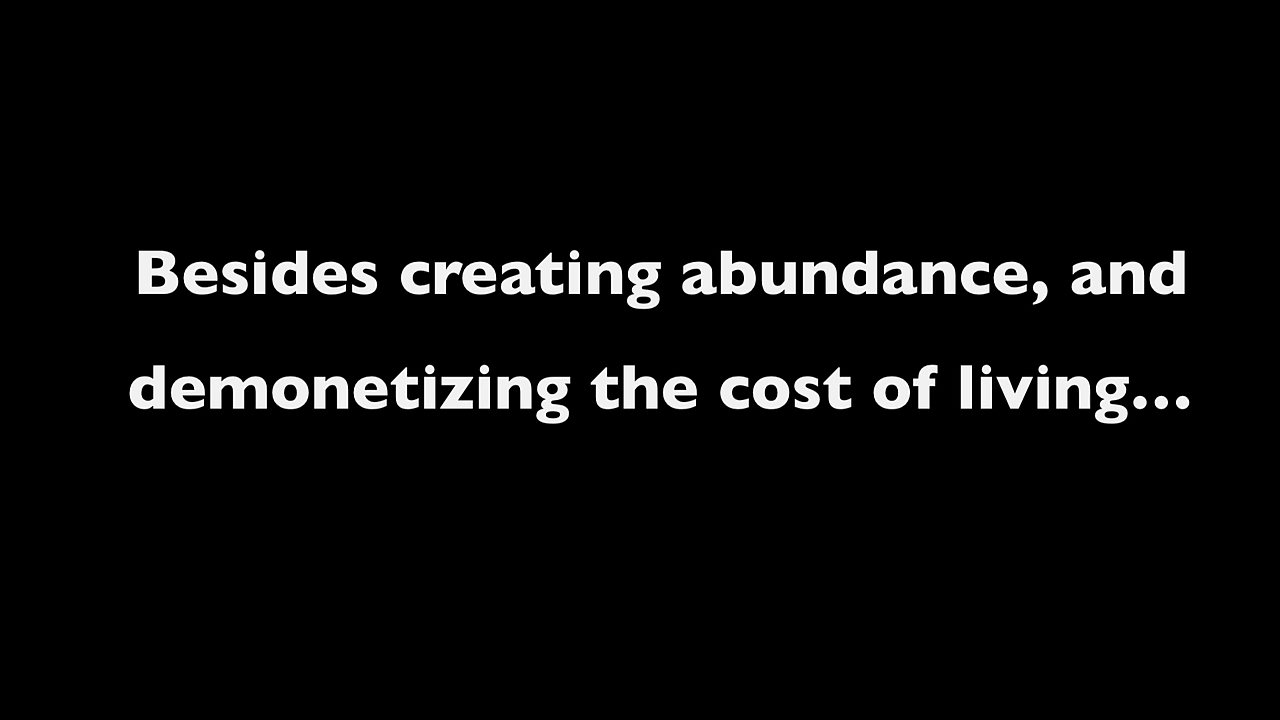 Besides creating abundance, and
demonetizing the cost of living...